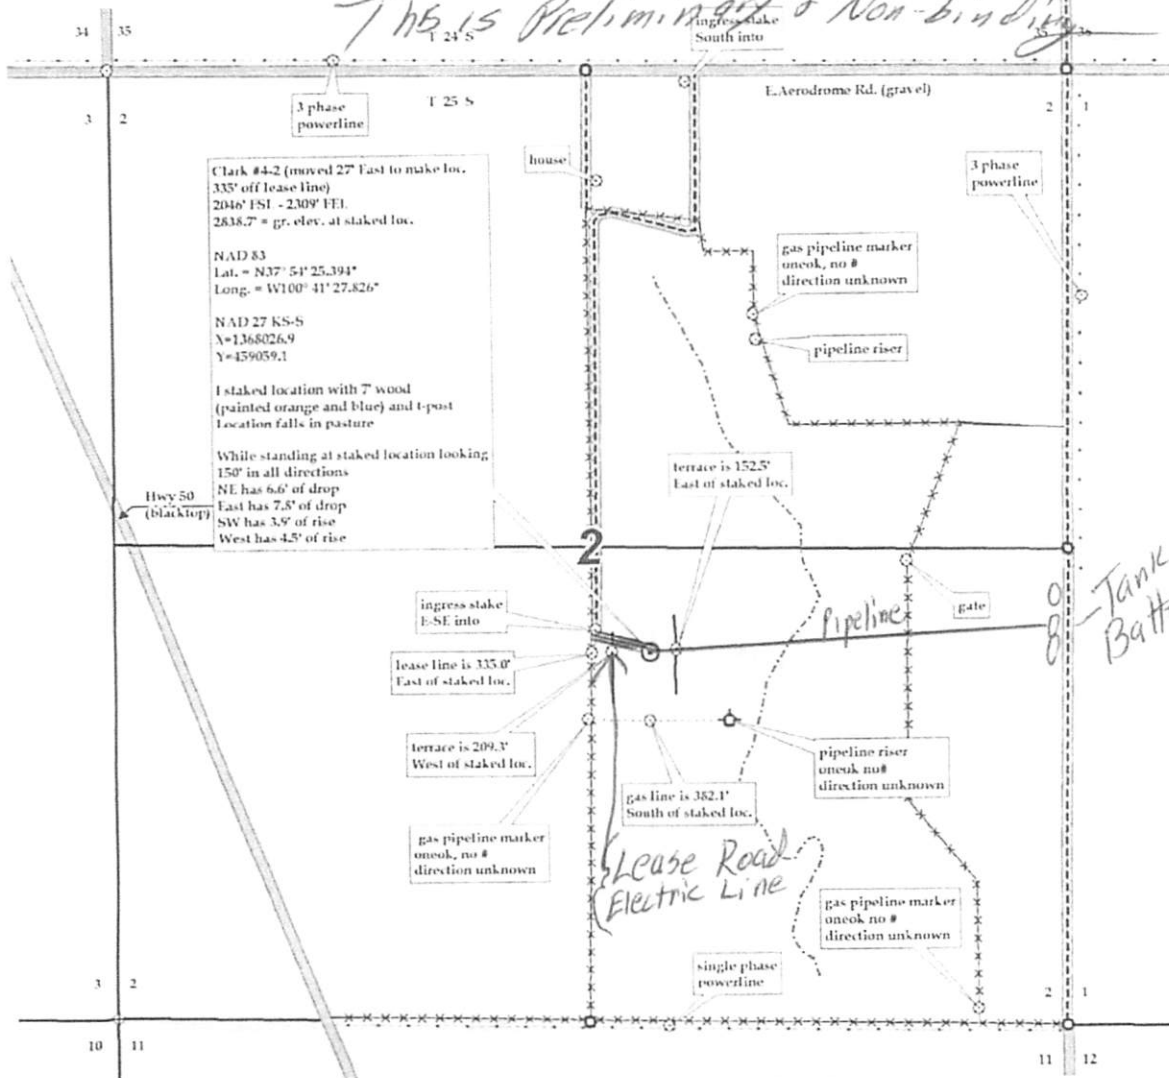 This is Preliminary & Non-binding
34 35
T 24 S
ingress stake
South into
35 36
E.Aerodrome Rd. (gravel)
T 25 S
3 2
2 1
3 phase
powerline
house
3 phase
powerline
Clark #4-2 (moved 27' East to make loc.
335' off lease line)
2046' FSL - 2309' FEL
2838.7' = gr. elev. at staked loc.
NAD 83
Lat. = N37° 54' 25.394"
Long. = W100° 41' 27.826"
NAD 27 KS-S
X=1368026.9
Y=459059.1
I staked location with 7' wood
(painted orange and blue) and t-post
Location falls in pasture
While standing at staked location looking
150' in all directions
NE has 6.6' of drop
East has 7.8' of drop
SW has 3.9' of rise
West has 4.5' of rise
gas pipeline marker
oneok, no #
direction unknown
pipeline riser
terrace is 152.5'
East of staked loc.
Hwy 50
(blacktop)
2
ingress stake
E-SE into
Pipeline
gate
Tank
Batt
lease line is 335.0'
East of staked loc.
terrace is 209.3'
West of staked loc.
pipeline riser
oneok no#
direction unknown
gas line is 382.1'
South of staked loc.
gas pipeline marker
oneok, no #
direction unknown
Lease Road
Electric Line
gas pipeline marker
oneok no #
direction unknown
single phase
powerline
3 2
2 1
10 11
11 12